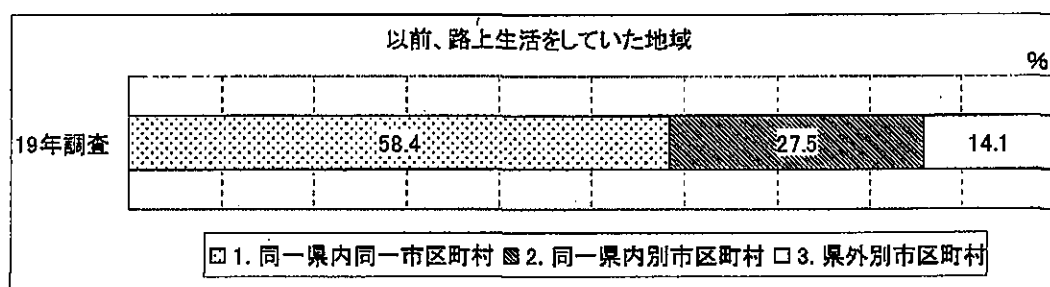 以前、路上生活をしていた地域
%
19年調査
58.4
27.5
14.1
1. 同一県内同一市区町村 2. 同一県内別市区町村 3. 県外別市区町村